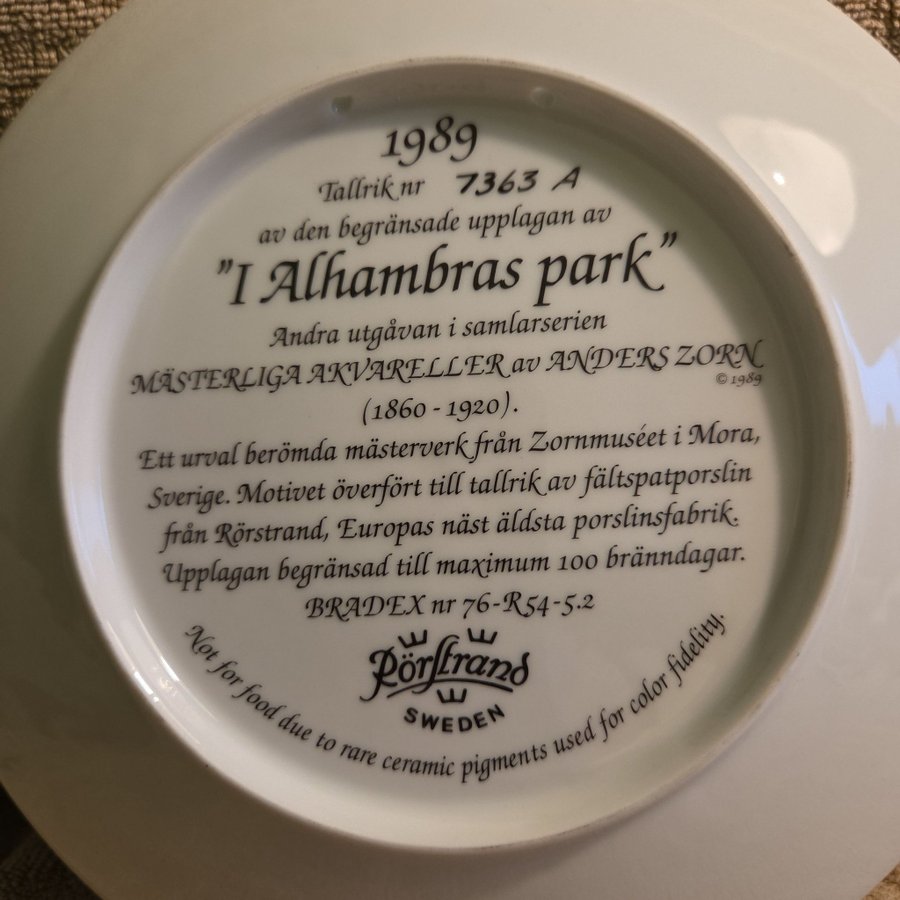 1989
Tallrik nr 7363 A
av den begränsade upplagan av
"I Alhambras park"
Andra utgåvan i samlarserien
MÄSTERLIGA AKVARELLER av ANDERS ZORN
© 1989
(1860 - 1920).
Ett urval berömda mästerverk från Zornmuséet i Mora,
Sverige. Motivet överfört till tallrik av fältspatporslin
från Rörstrand, Europas näst äldsta porslinsfabrik.
Upplagan begränsad till maximum 100 bränndagar.
BRADEX nr 76-R54-5.2
Rörstrand
SWEDEN
Not for food due to rare ceramic pigments used for color fidelity.